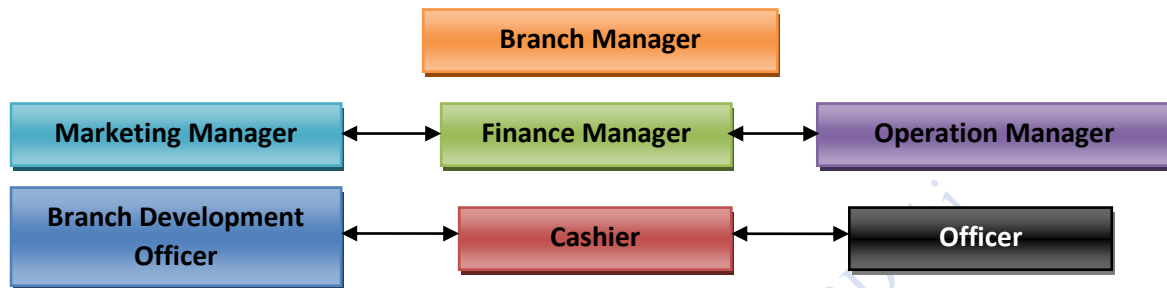 Branch Manager
Marketing Manager
Finance Manager
Operation Manager
Branch Development
Officer
Cashier
Officer